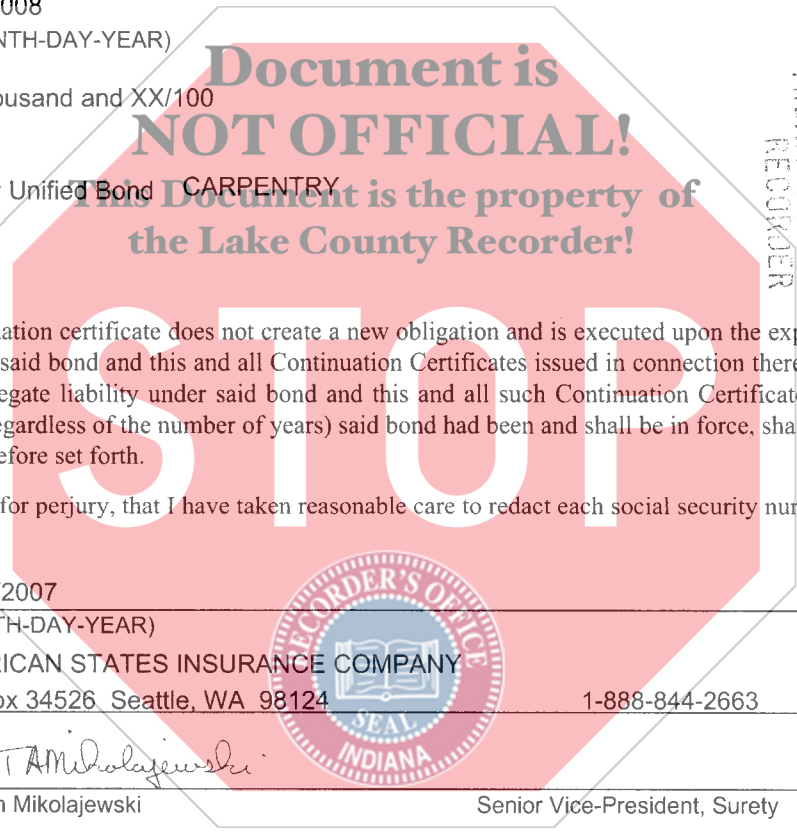 008
NTH-DAY-YEAR)
Document is
ousand and XX/100
NOT OFFICIAL!
RECORDER
Unified Bond CARPENTRY
This Document is the property of
the Lake County Recorder!
STOP
uation certificate does not create a new obligation and is executed upon the exp
said bond and this and all Continuation Certificates issued in connection there
egate liability under said bond and this and all such Continuation Certificat
egardless of the number of years) said bond had been and shall be in force, sha
efore set forth.
for perjury, that I have taken reasonable care to redact each social security nu
/2007
TH-DAY-YEAR)
RICAN STATES INSURANCE COMPANY
ox 34526 Seattle, WA 98124 1-888-844-2663
RECORDER'S OFFICE
SEAL
INDIANA
TAMikolajewski
n Mikolajewski Senior Vice-President, Surety